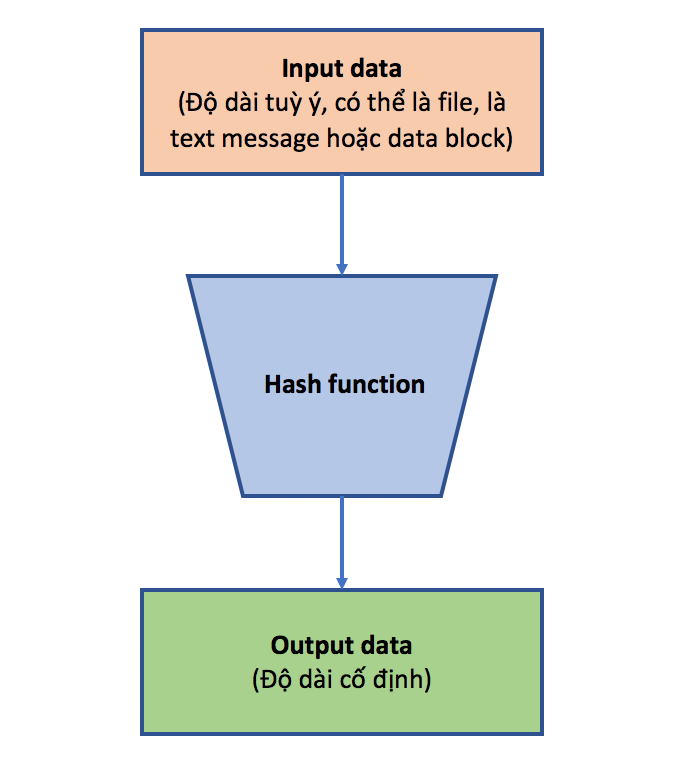 Input data
(Độ dài tuỳ ý, có thể là file, là
text message hoặc data block)
Hash function
Output data
(Độ dài cố định)